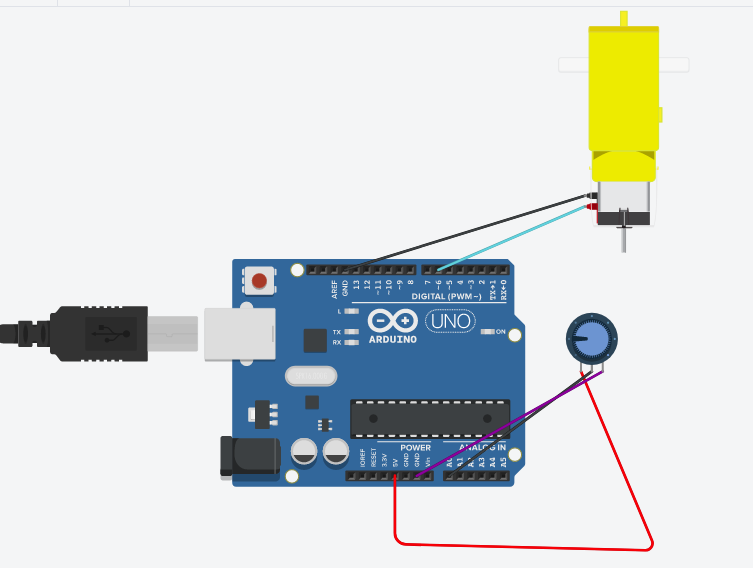 AREF
GND
13
12
~11
~10
~9
8
7
~6
~5
4
~3
2
TX→1
RX←0
DIGITAL (PWM~)
L
TX
RX
UNO
ON
ARDUINO
POWER
ANALOG IN
IOREF
RESET
3.3V
5V
GND
GND
Vin
A0
A1
A2
A3
A4
A5